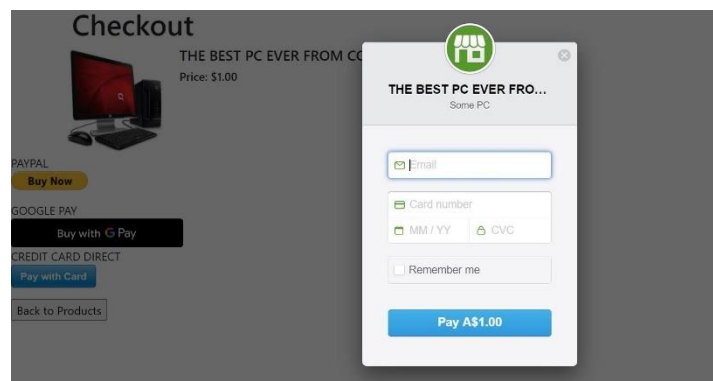 Checkout
THE BEST PC EVER FROM CO
Price: $1.00
PAYPAL
Buy Now
GOOGLE PAY
Buy with G Pay
CREDIT CARD DIRECT
Pay with Card
Back to Products
THE BEST PC EVER FRO...
Some PC
Email
Card number
MM / YY
CVC
Remember me
Pay A$1.00